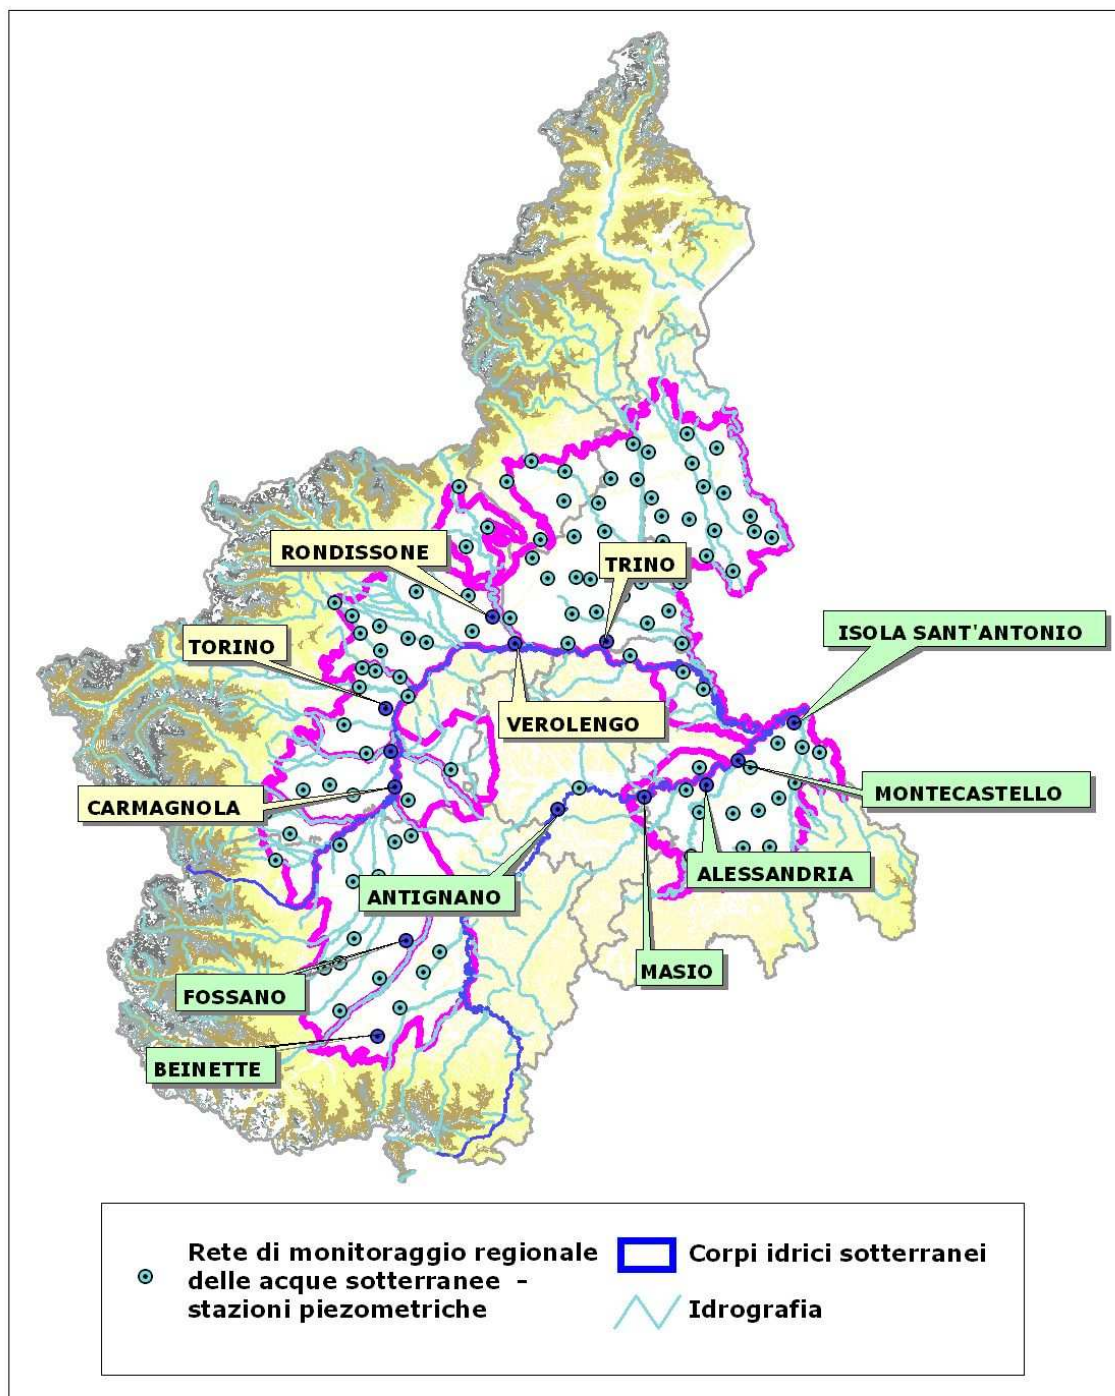 RONDISSONE
TRINO
ISOLA SANT'ANTONIO
TORINO
VEROLENGO
CARMAGNOLA
MONTECASTELLO
ALESSANDRIA
ANTIGNANO
MASIO
FOSSANO
BEINETTE
Rete di monitoraggio regionale
delle acque sotterranee -
stazioni piezometriche
Corpi idrici sotterranei
Idrografia